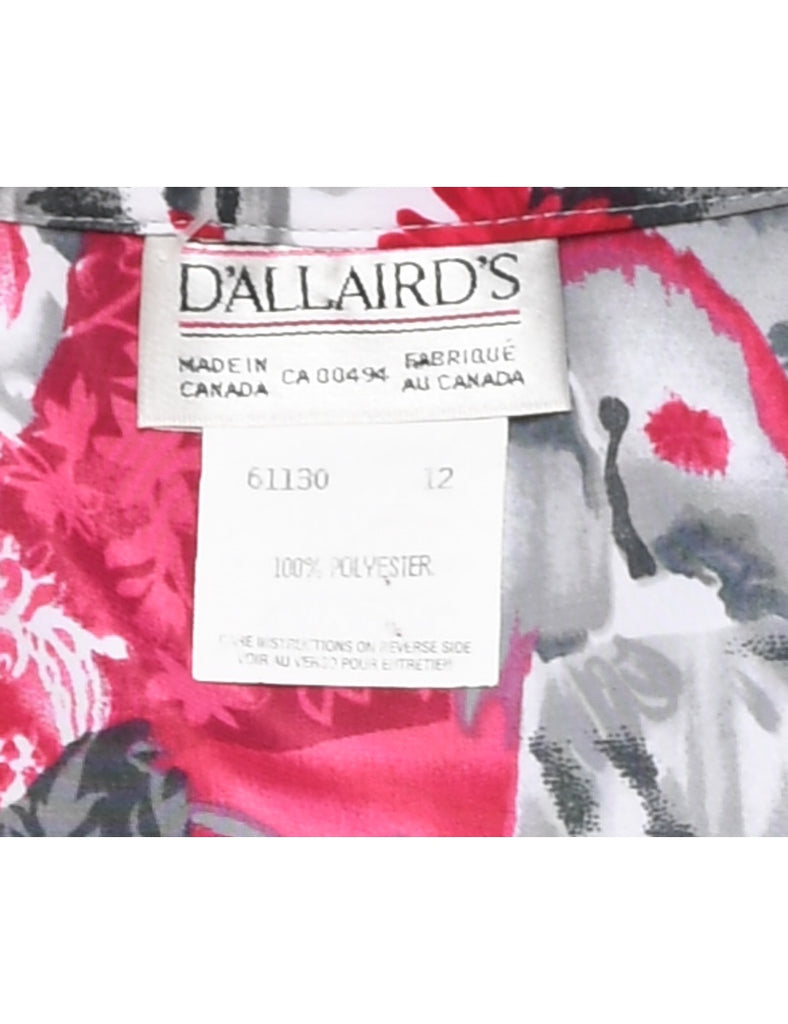 D'ALLAIRD'S
MADE IN CANADA
CA 00494
FABRIQUÉ AU CANADA
61130 12
100% POLYESTER
CARE INSTRUCTIONS ON REVERSE SIDE
VOIR AU VERSO POUR ENTRETIEN